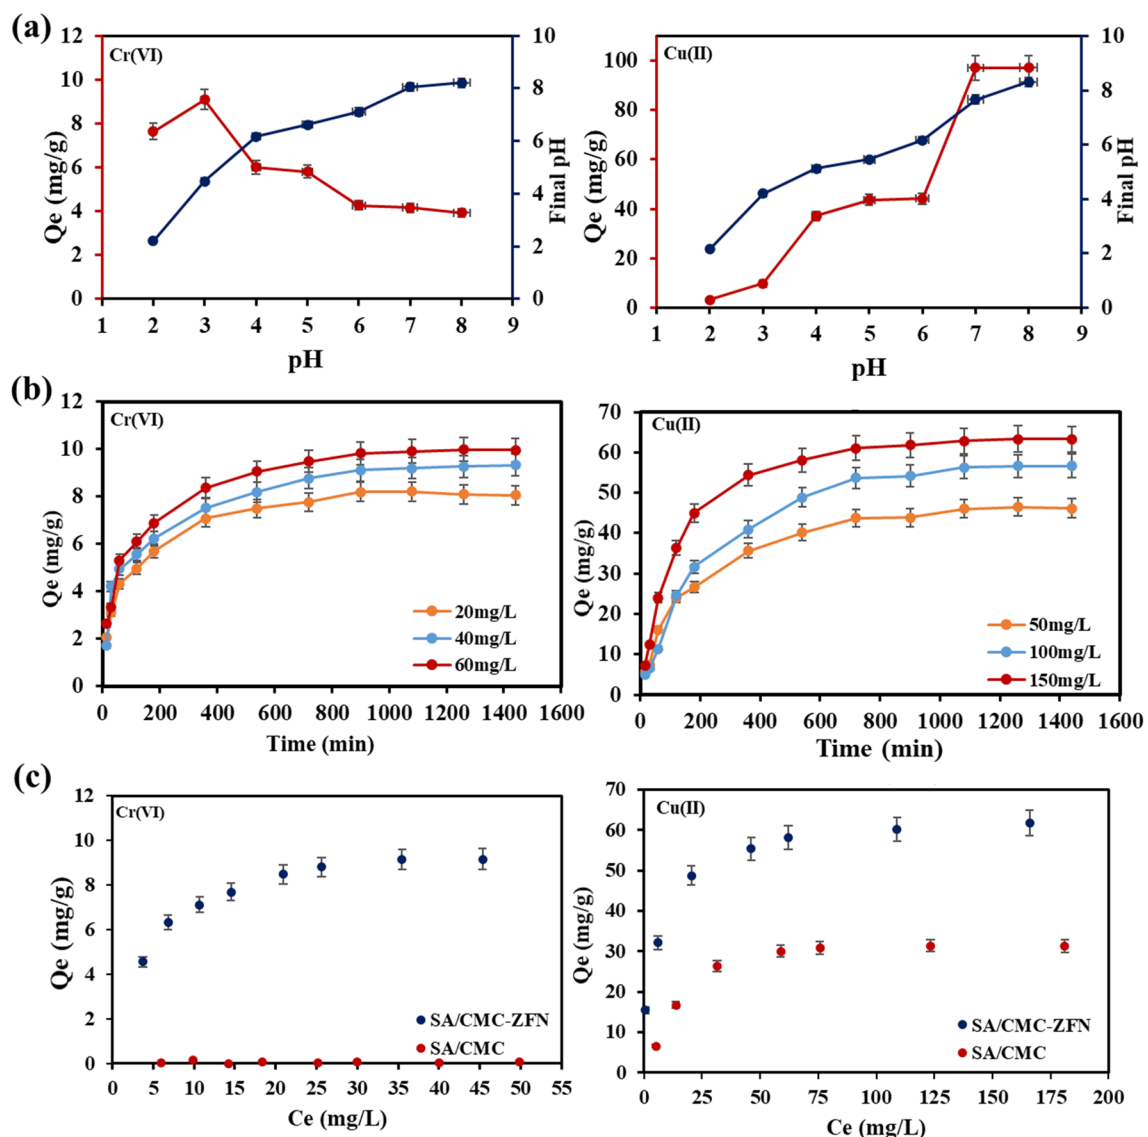 (a)
Cr(VI)
Qe (mg/g)
12
10
8
6
4
2
0
1 2 3 4 5 6 7 8 9
pH
10
8
6
4
2
0
Final pH
Cu(II)
Qe (mg/g)
100
80
60
40
20
0
1 2 3 4 5 6 7 8 9
pH
10
8
6
4
2
0
Final pH
(b)
Cr(VI)
Qe (mg/g)
12
10
8
6
4
2
0
20mg/L
40mg/L
60mg/L
0 200 400 600 800 1000 1200 1400 1600
Time (min)
Cu(II)
Qe (mg/g)
70
60
50
40
30
20
10
0
50mg/L
100mg/L
150mg/L
0 200 400 600 800 1000 1200 1400 1600
Time (min)
(c)
Cr(VI)
Qe (mg/g)
12
10
8
6
4
2
0
SA/CMC-ZFN
SA/CMC
0 5 10 15 20 25 30 35 40 45 50 55
Ce (mg/L)
Cu(II)
Qe (mg/g)
70
60
50
40
30
20
10
0
SA/CMC-ZFN
SA/CMC
0 25 50 75 100 125 150 175 200
Ce (mg/L)